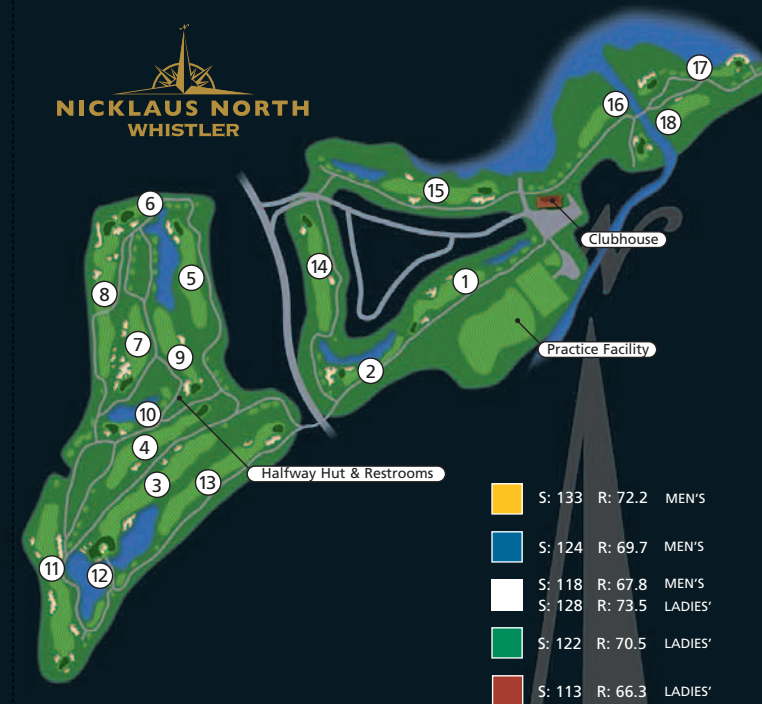 N
NICKLAUS NORTH
WHISTLER
17
16
18
15
6
Clubhouse
14
5
1
8
7
9
Practice Facility
2
10
4
Halfway Hut & Restrooms
3
13
11
12
S: 133 R: 72.2 MEN'S
S: 124 R: 69.7 MEN'S
S: 118 R: 67.8 MEN'S
S: 128 R: 73.5 LADIES'
S: 122 R: 70.5 LADIES'
S: 113 R: 66.3 LADIES'